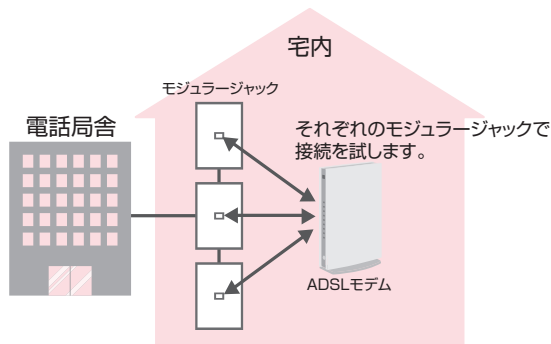 宅内
モジュラージャック
電話局舎
それぞれのモジュラージャックで
接続を試します。
ADSLモデム